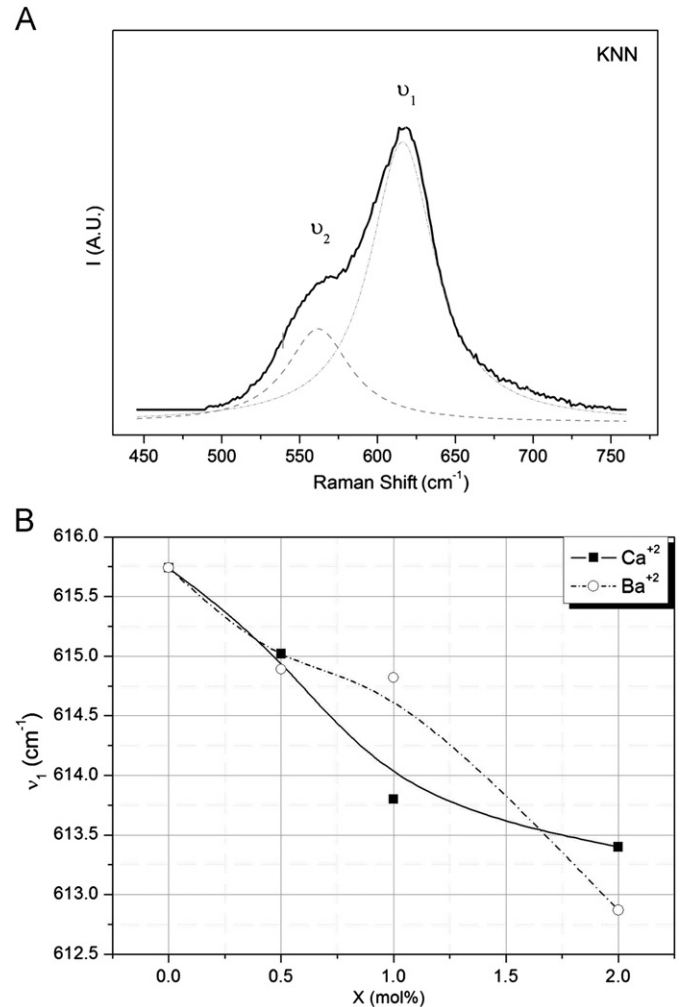 A
KNN
υ1
υ2
I (A.U.)
450 500 550 600 650 700 750
Raman Shift (cm-1)
B
616.0
615.5
615.0
614.5
614.0
613.5
613.0
612.5
ν1 (cm-1)
Ca+2
Ba+2
0.0 0.5 1.0 1.5 2.0
X (mol%)